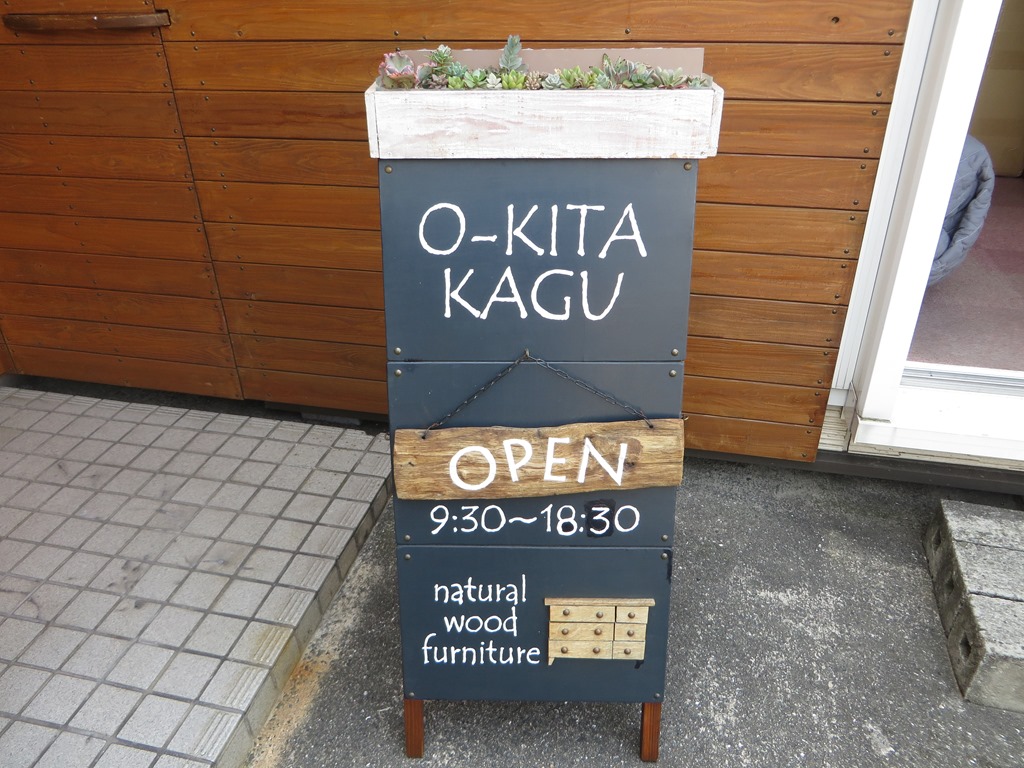 O-KITA
KAGU
OPEN
9:30~18:30
natural
wood
furniture